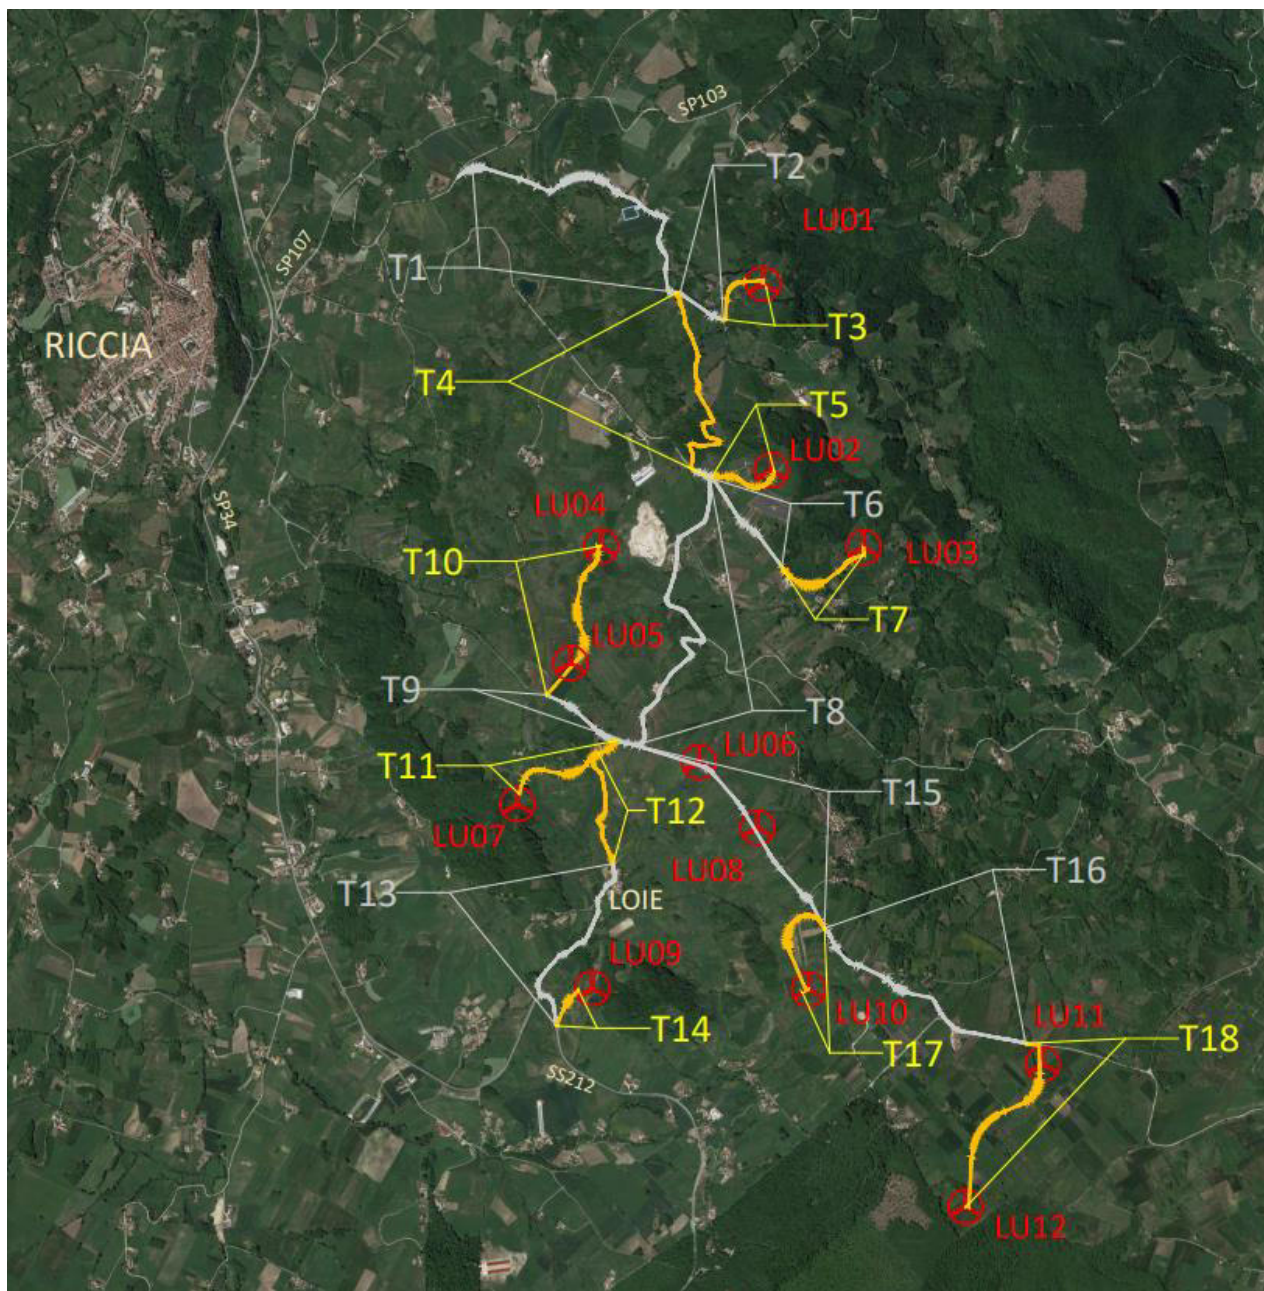 SP103
T2
LU01
SP107
T1
T3
RICCIA
T4
T5
LU02
SP34
LU04
T6
T10
LU03
T7
LU05
T9
T8
LU06
T11
T15
T12
LU07
LU08
T16
T13
LOIE
LU09
LU10
LU11
T14
T18
T17
SS212
LU12